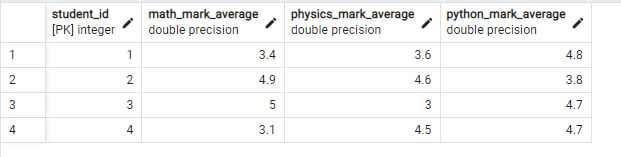 student_id math_mark_average physics_mark_average python_mark_average
[PK] integer double precision double precision double precision
1 1 3.4 3.6 4.8
2 2 4.9 4.6 3.8
3 3 5 3 4.7
4 4 3.1 4.5 4.7